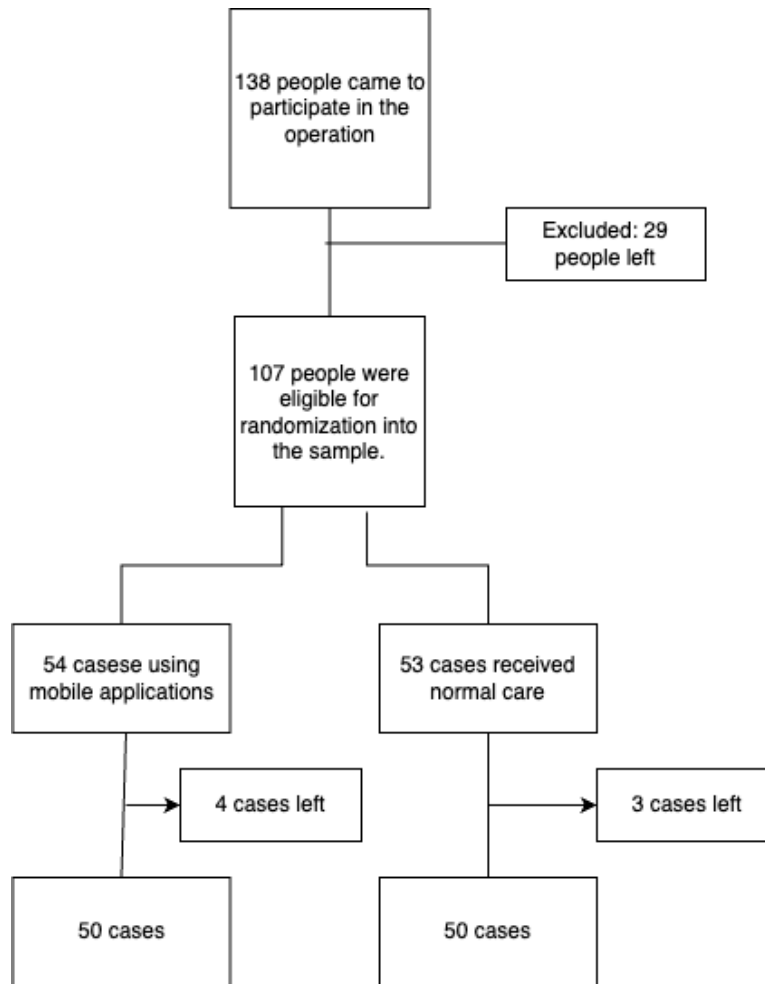 138 people came to
participate in the
operation
Excluded: 29
people left
107 people were
eligible for
randomization into
the sample.
54 casese using
mobile applications
53 cases received
normal care
4 cases left
3 cases left
50 cases
50 cases